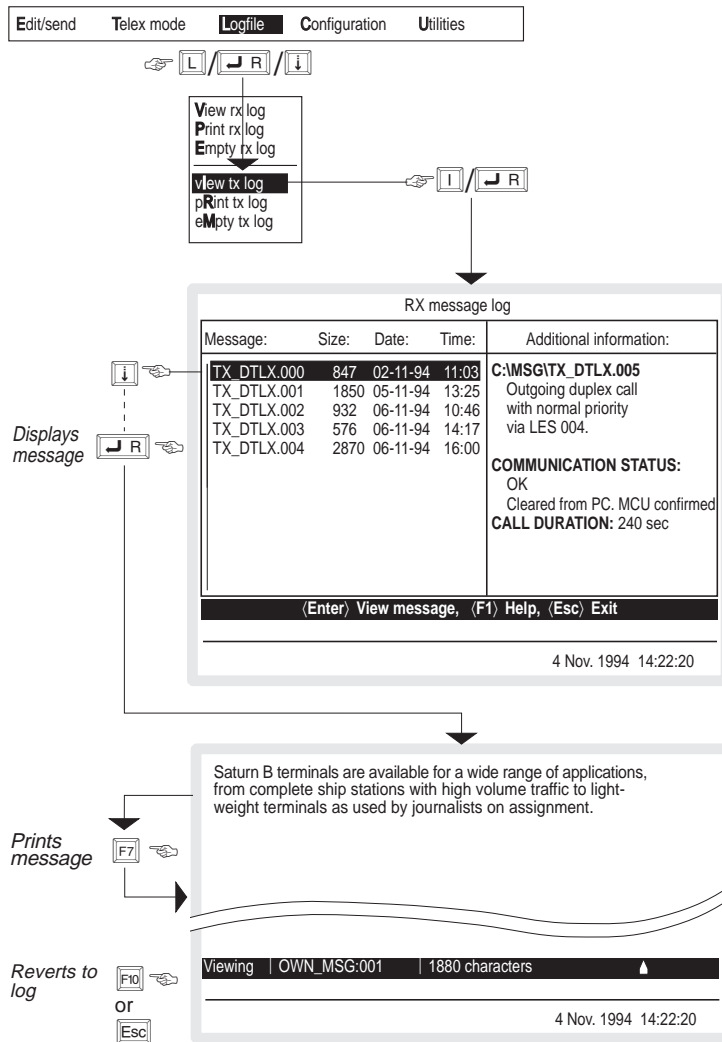 Edit/send Telex mode Logfile Configuration Utilities
L / R /
View rx log
Print rx log
Empty rx log
vIew tx log
pRint tx log
eMpty tx log
I / R
RX message log
Message: Size: Date: Time: Additional information:
TX_DTLX.000 847 02-11-94 11:03
TX_DTLX.001 1850 05-11-94 13:25
TX_DTLX.002 932 06-11-94 10:46
TX_DTLX.003 576 06-11-94 14:17
TX_DTLX.004 2870 06-11-94 16:00
C:\MSG\TX_DTLX.005
Outgoing duplex call
with normal priority
via LES 004.
COMMUNICATION STATUS:
OK
Cleared from PC. MCU confirmed
CALL DURATION: 240 sec
Displays
message
R
〈Enter〉 View message, 〈F1〉 Help, 〈Esc〉 Exit
4 Nov. 1994 14:22:20
Saturn B terminals are available for a wide range of applications,
from complete ship stations with high volume traffic to light-
weight terminals as used by journalists on assignment.
Prints
message
F7
Viewing | OWN_MSG:001 | 1880 characters
Reverts to
log
F10
or
Esc
4 Nov. 1994 14:22:20